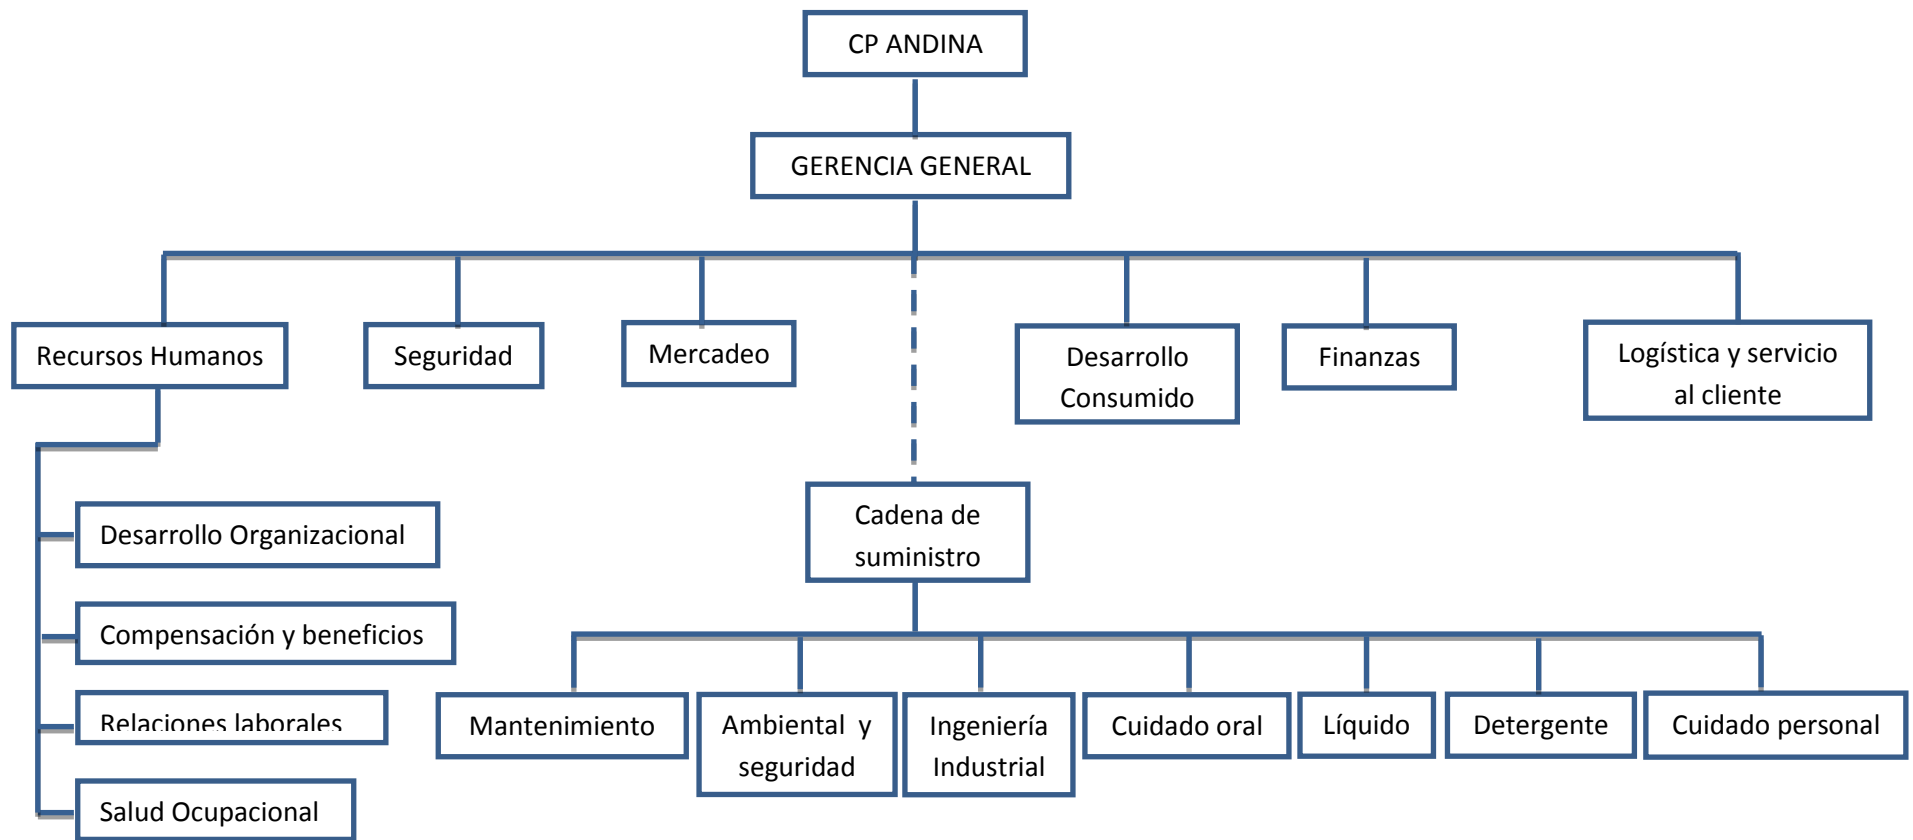 CP ANDINA
GERENCIA GENERAL
Recursos Humanos
Seguridad
Mercadeo
Desarrollo
Consumido
Finanzas
Logística y servicio
al cliente
Cadena de
suministro
Desarrollo Organizacional
Compensación y beneficios
Relaciones laborales
Salud Ocupacional
Mantenimiento
Ambiental y
seguridad
Ingeniería
Industrial
Cuidado oral
Líquido
Detergente
Cuidado personal